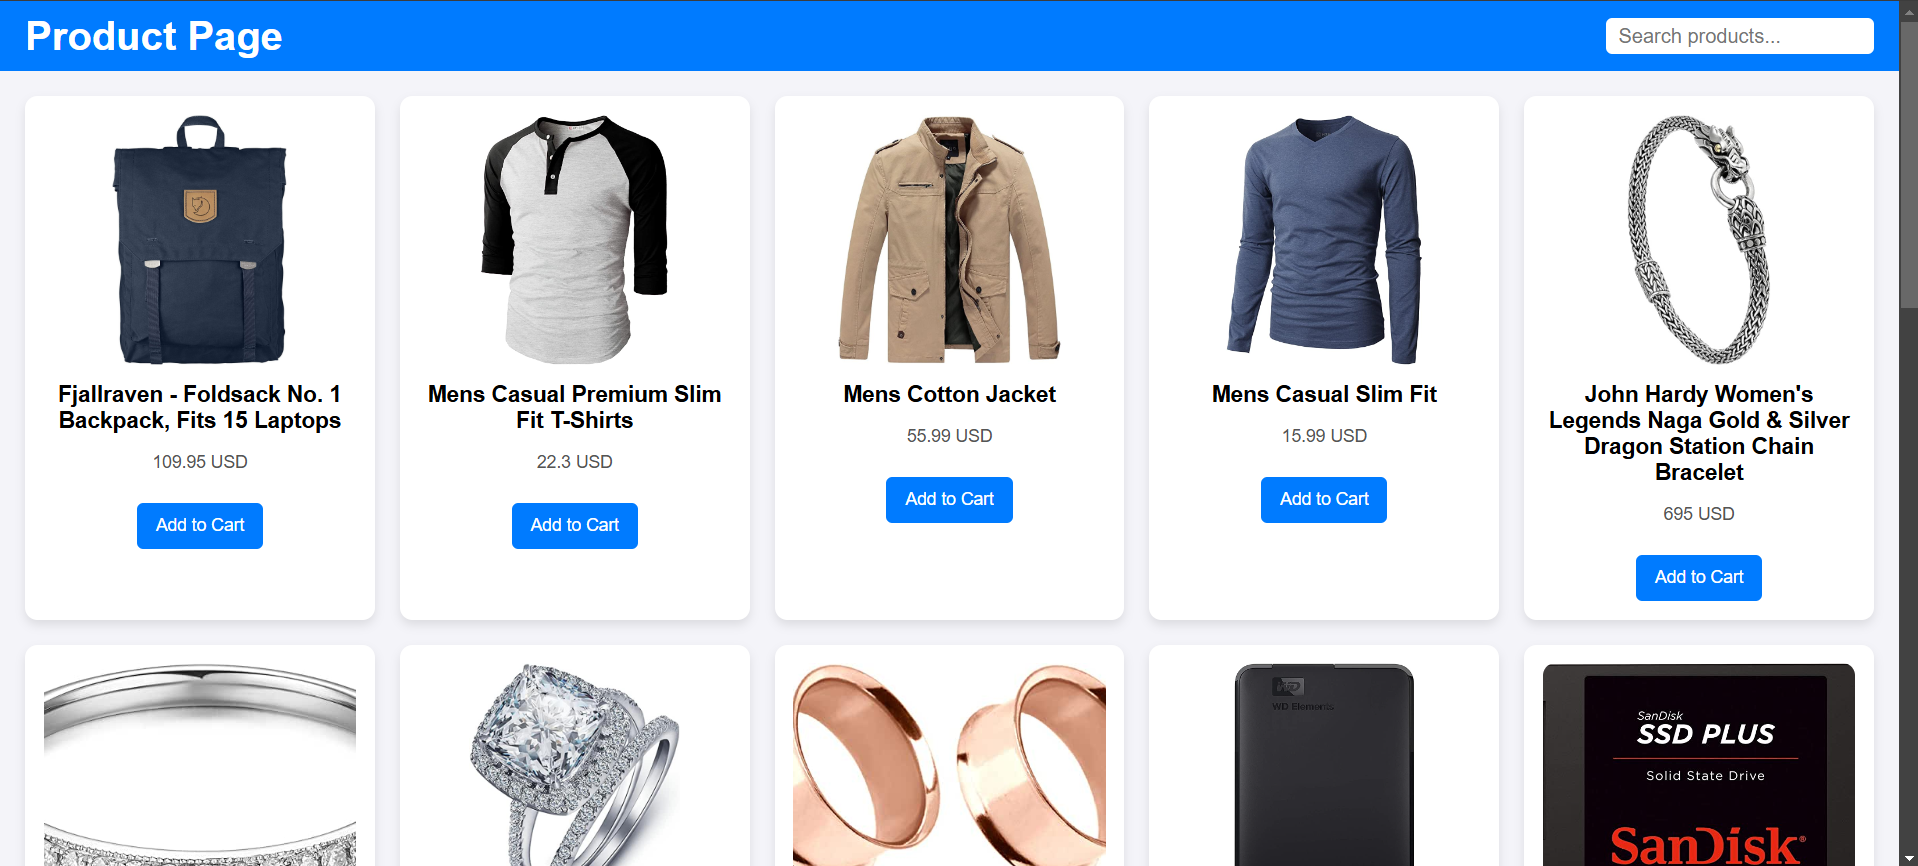 Product Page
Search products...
Fjallraven - Foldsack No. 1
Backpack, Fits 15 Laptops
109.95 USD
Add to Cart
Mens Casual Premium Slim
Fit T-Shirts
22.3 USD
Add to Cart
Mens Cotton Jacket
55.99 USD
Add to Cart
Mens Casual Slim Fit
15.99 USD
Add to Cart
John Hardy Women's
Legends Naga Gold & Silver
Dragon Station Chain
Bracelet
695 USD
Add to Cart
WD
WD Elements
SanDisk
SSD PLUS
Solid State Drive
SanDisk®